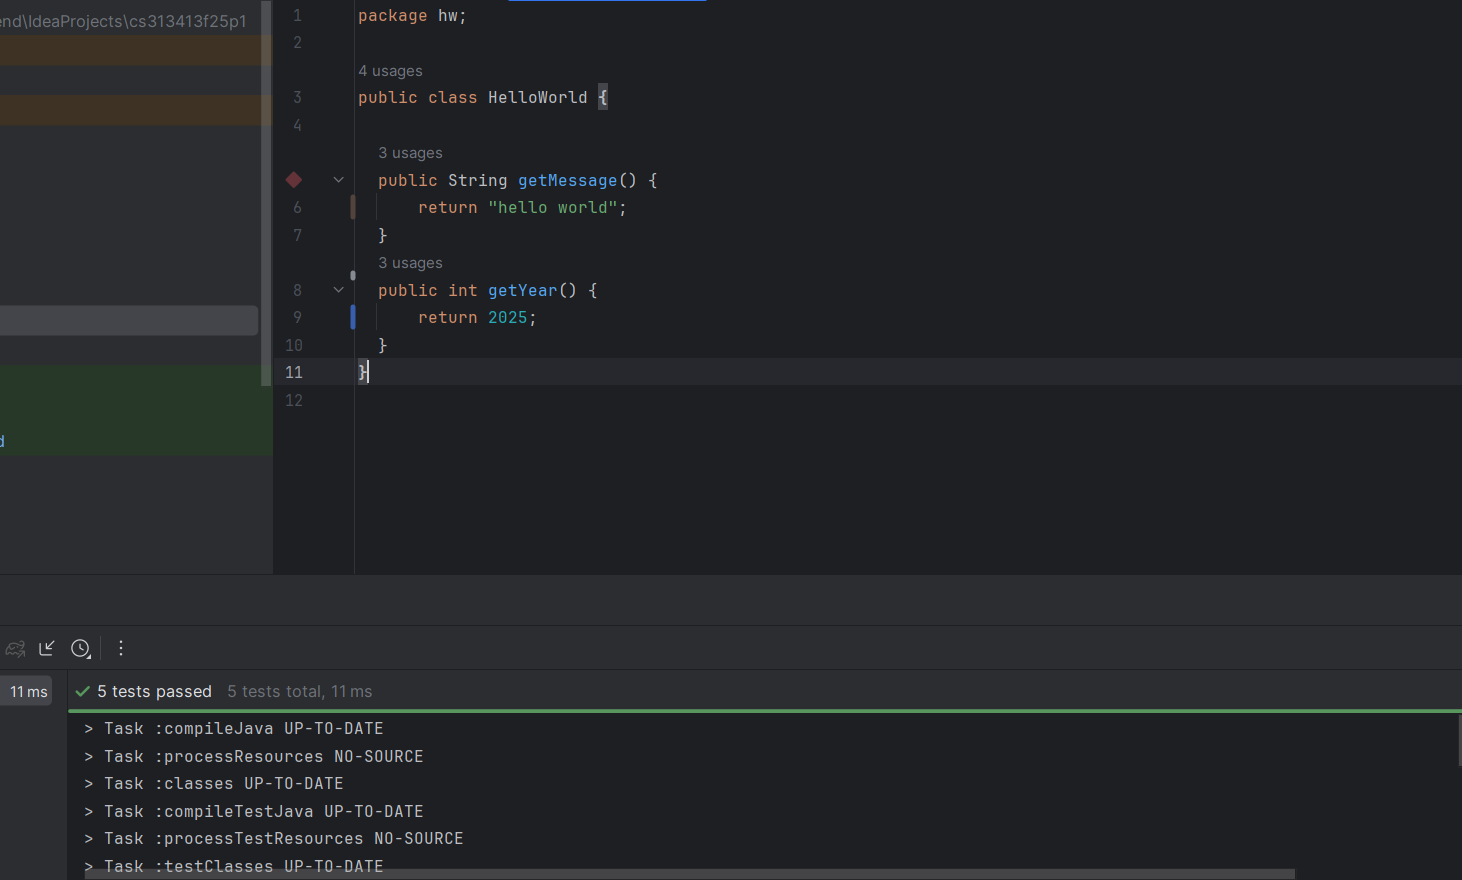 end\IdeaProjects\cs313413f25p1
1 package hw;
2
4 usages
3 public class HelloWorld {
4
3 usages
public String getMessage() {
6 return "hello world";
7 }
3 usages
8 public int getYear() {
9 return 2025;
10 }
11 }
12
d
11 ms
5 tests passed 5 tests total, 11 ms
> Task :compileJava UP-TO-DATE
> Task :processResources NO-SOURCE
> Task :classes UP-TO-DATE
> Task :compileTestJava UP-TO-DATE
> Task :processTestResources NO-SOURCE
> Task :testClasses UP-TO-DATE